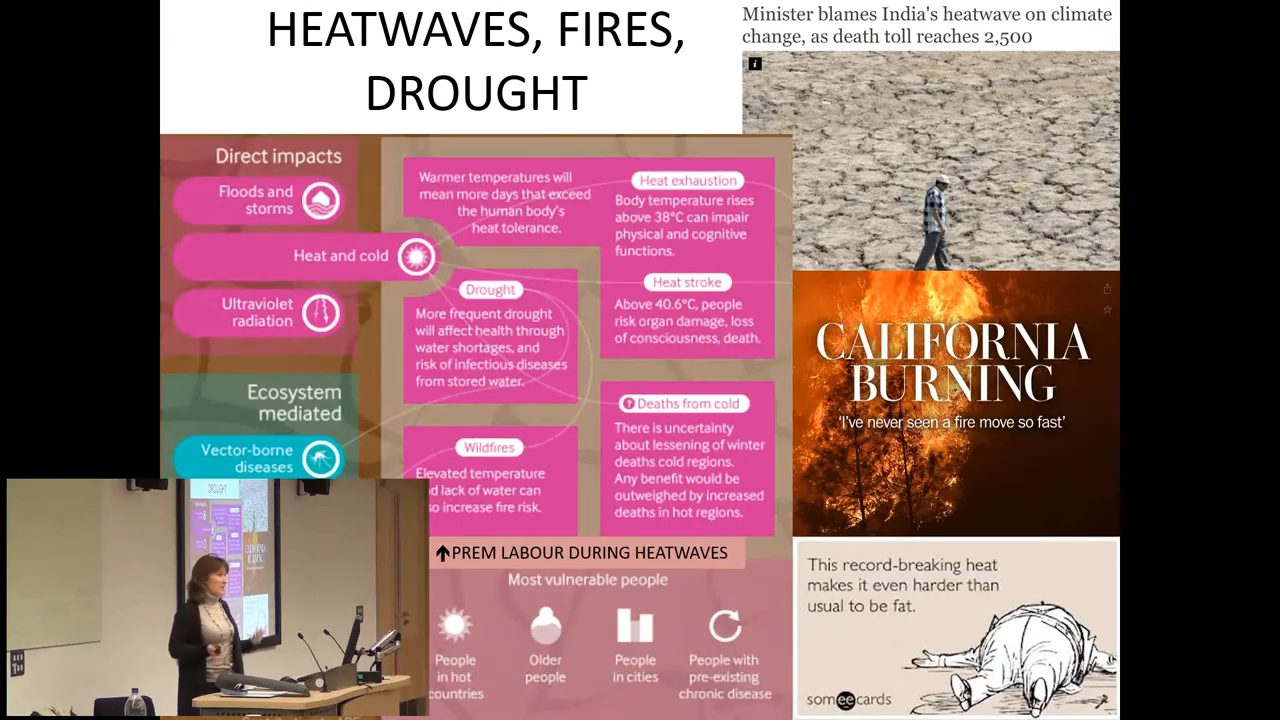 HEATWAVES, FIRES,
DROUGHT
Minister blames India's heatwave on climate
change, as death toll reaches 2,500
i
Direct impacts
Floods and
storms
Heat and cold
Ultraviolet
radiation
Ecosystem
mediated
Vector-borne
diseases
Warmer temperatures will
mean more days that exceed
the human body's
heat tolerance.
Heat exhaustion
Body temperature rises
above 38°C can impair
physical and cognitive
functions.
Heat stroke
Above 40.6°C, people
risk organ damage, loss
of consciousness, death.
Drought
More frequent drought
will affect health through
water shortages, and
risk of infectious diseases
from stored water.
? Deaths from cold
There is uncertainty
about lessening of winter
deaths cold regions.
Any benefit would be
outweighed by increased
deaths in hot regions.
Wildfires
Elevated temperature
lack of water can
increase fire risk.
PREM LABOUR DURING HEATWAVES
Most vulnerable people
People
in hot
countries
Older
people
People
in cities
People with
pre-existing
chronic disease
CALIFORNIA
BURNING
'I've never seen a fire move so fast'
This record-breaking heat
makes it even harder than
usual to be fat.
someecards
DROUGHT
CALIFORNIA
BURNING